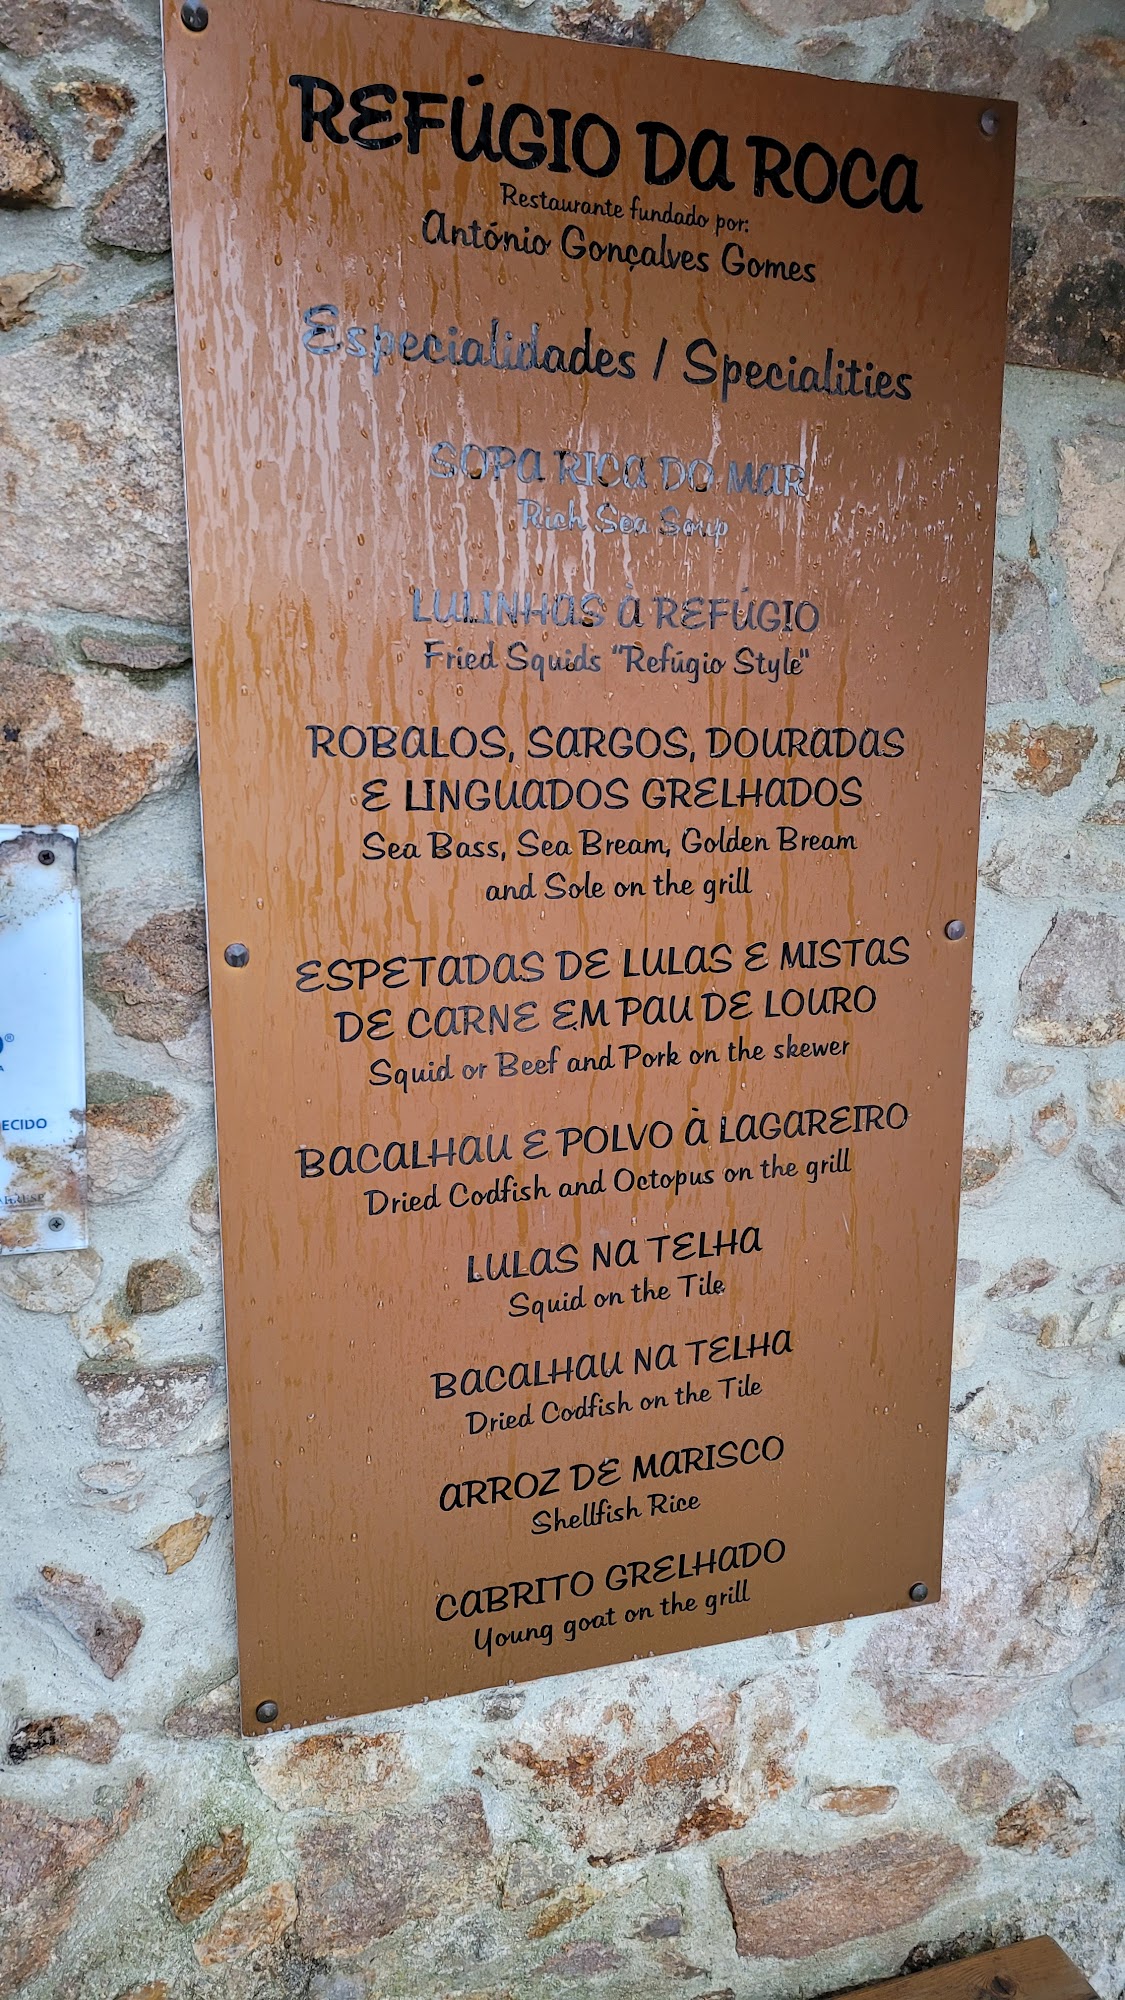 REFÚGIO DA ROCA
Restaurante fundado por:
António Gonçalves Gomes
Especialidades / Specialities
SOPA RICA DO MAR
Rich Sea Soup
LULINHAS À REFÚGIO
Fried Squids "Refúgio Style"
ROBALOS, SARGOS, DOURADAS
E LINGUADOS GRELHADOS
Sea Bass, Sea Bream, Golden Bream
and Sole on the grill
ESPETADAS DE LULAS E MISTAS
DE CARNE EM PAU DE LOURO
Squid or Beef and Pork on the skewer
BACALHAU E POLVO À LAGAREIRO
Dried Codfish and Octopus on the grill
LULAS NA TELHA
Squid on the Tile
BACALHAU NA TELHA
Dried Codfish on the Tile
ARROZ DE MARISCO
Shellfish Rice
CABRITO GRELHADO
Young goat on the grill
ECIDO